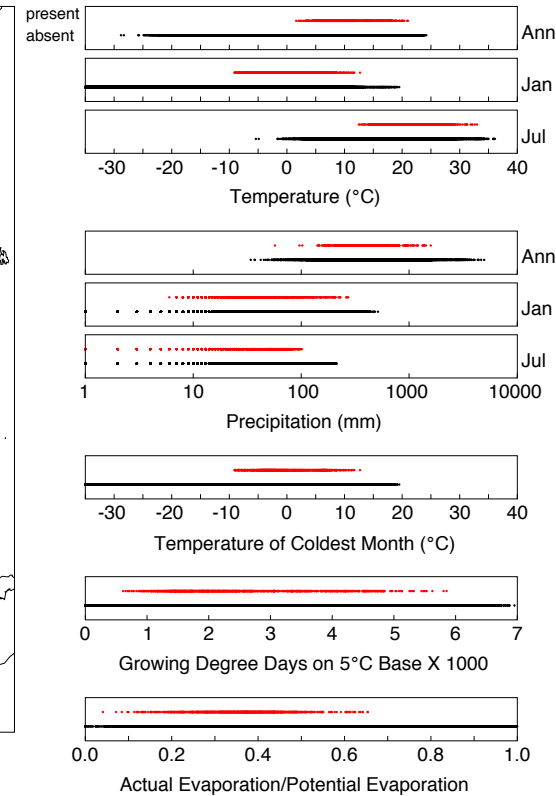 present
absent
Ann
Jan
Jul
-30 -20 -10 0 10 20 30 40
Temperature (°C)
Ann
Jan
Jul
1 10 100 1000 10000
Precipitation (mm)
-30 -20 -10 0 10 20 30 40
Temperature of Coldest Month (°C)
0 1 2 3 4 5 6 7
Growing Degree Days on 5°C Base X 1000
0.0 0.2 0.4 0.6 0.8 1.0
Actual Evaporation/Potential Evaporation